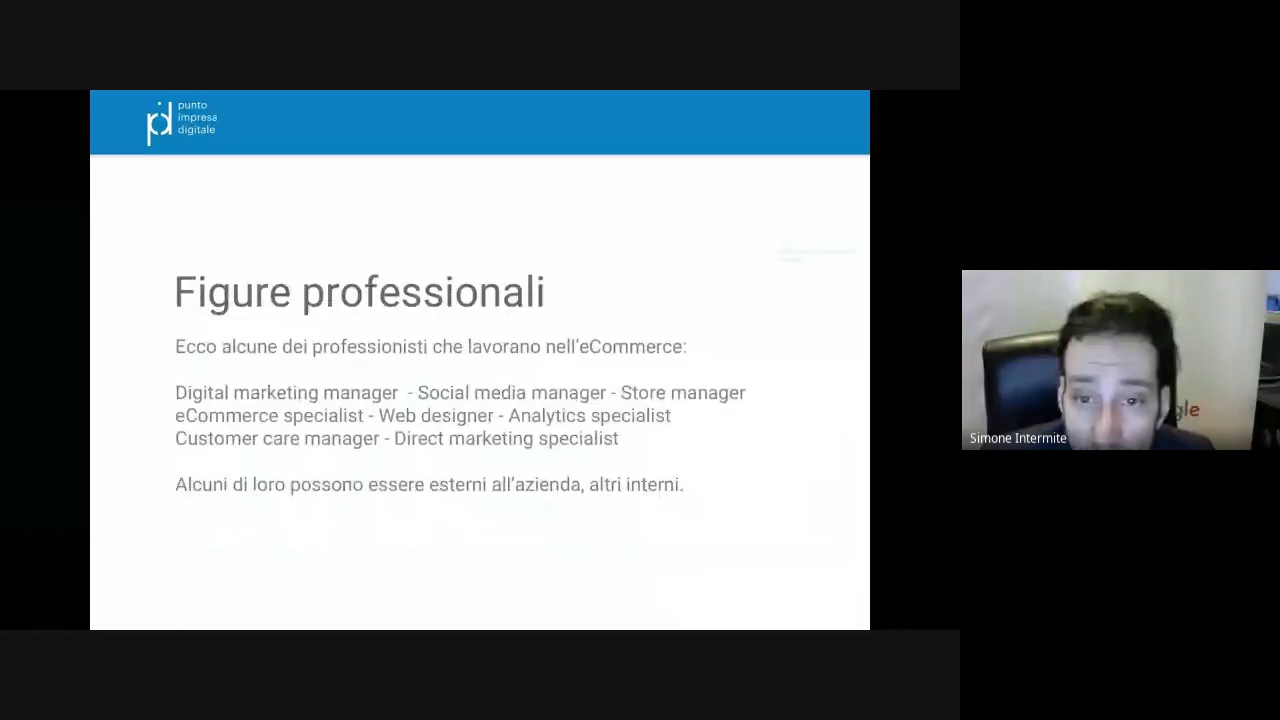 punto
impresa
digitale
Figure professionali
Ecco alcune dei professionisti che lavorano nell'eCommerce:
Digital marketing manager - Social media manager - Store manager
eCommerce specialist - Web designer - Analytics specialist
Customer care manager - Direct marketing specialist
Alcuni di loro possono essere esterni all'azienda, altri interni.
gle
Simone Intermite